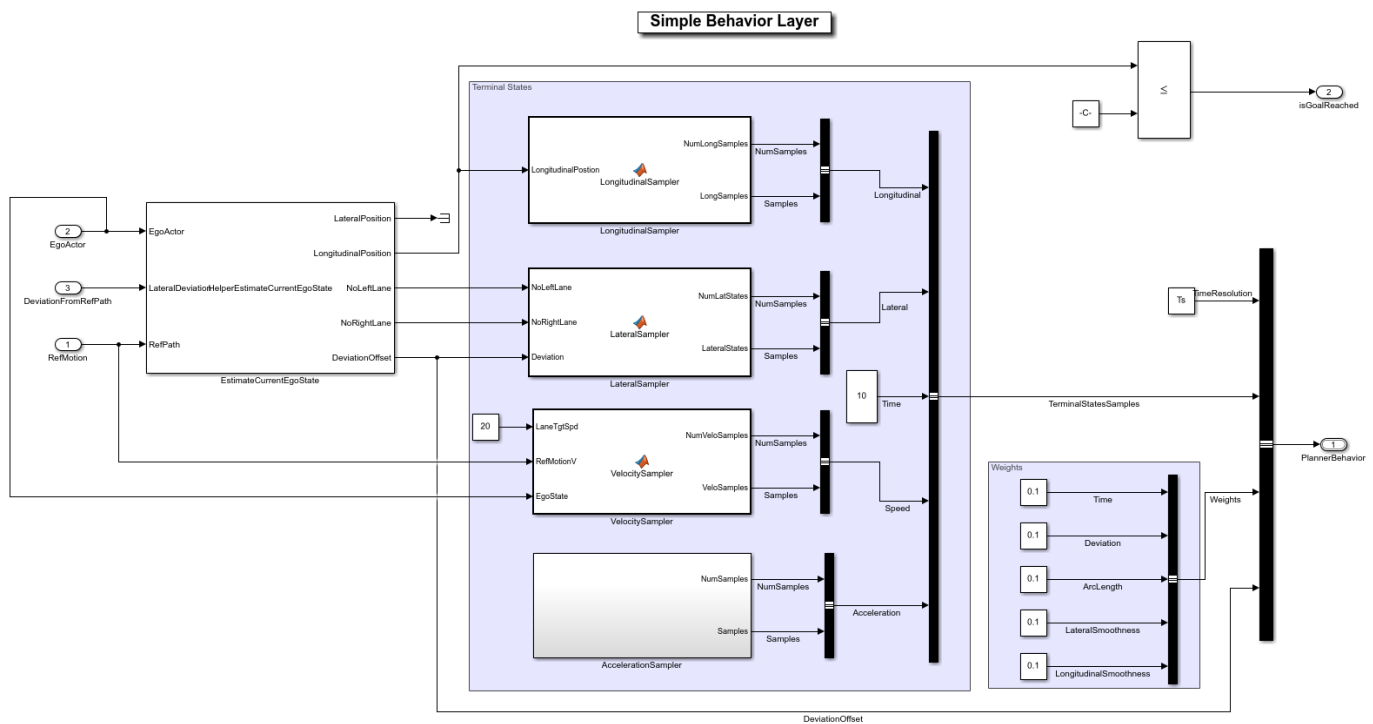 Simple Behavior Layer
Terminal States
≤
2
isGoalReached
-C-
LongitudinalPostion
LongitudinalSampler
NumLongSamples
LongSamples
LongitudinalSampler
NumSamples
Samples
Longitudinal
2
EgoActor
3
DeviationFromRefPath
1
RefMotion
EgoActor
LateralDeviation
HelperEstimateCurrentEgoState
RefPath
LateralPosition
LongitudinalPosition
NoLeftLane
NoRightLane
DeviationOffset
EstimateCurrentEgoState
NoLeftLane
NoRightLane
Deviation
LateralSampler
NumLatStates
LateralStates
LateralSampler
NumSamples
Samples
Lateral
10
Time
20
LaneTgtSpd
RefMotionV
EgoState
VelocitySampler
NumVeloSamples
VeloSamples
VelocitySampler
NumSamples
Samples
Speed
NumSamples
Samples
AccelerationSampler
NumSamples
Samples
Acceleration
TerminalStatesSamples
Ts
TimeResolution
Weights
0.1
Time
0.1
Deviation
0.1
ArcLength
0.1
LateralSmoothness
0.1
LongitudinalSmoothness
Weights
1
PlannerBehavior
DeviationOffset